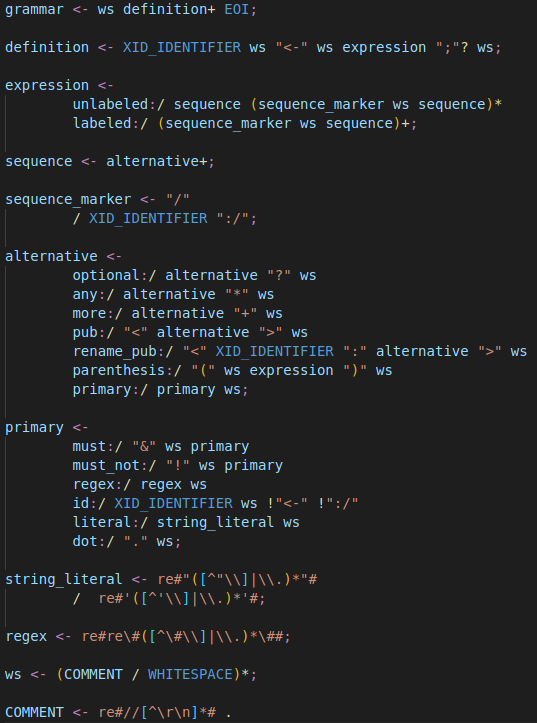 grammar <- ws definition+ EOI;
definition <- XID_IDENTIFIER ws "<-" ws expression ";"? ws;
expression <-
unlabeled:/ sequence (sequence_marker ws sequence)*
labeled:/ (sequence_marker ws sequence)+;
sequence <- alternative+;
sequence_marker <- "/"
/ XID_IDENTIFIER ":/";
alternative <-
optional:/ alternative "?" ws
any:/ alternative "*" ws
more:/ alternative "+" ws
pub:/ "<" alternative ">" ws
rename_pub:/ "<" XID_IDENTIFIER ":" alternative ">" ws
parenthesis:/ "(" ws expression ")" ws
primary:/ primary ws;
primary <-
must:/ "&" ws primary
must_not:/ "!" ws primary
regex:/ regex ws
id:/ XID_IDENTIFIER ws !"<-" !":/"
literal:/ string_literal ws
dot:/ "." ws;
string_literal <- re#"([^"\\]|\\.)*"#
/  re#'([^'\\]|\\.)*'#;
regex <- re#re\#([^\#\\]|\\.)*\##;
ws <- (COMMENT / WHITESPACE)*;
COMMENT <- re#//[^\r\n]*# .